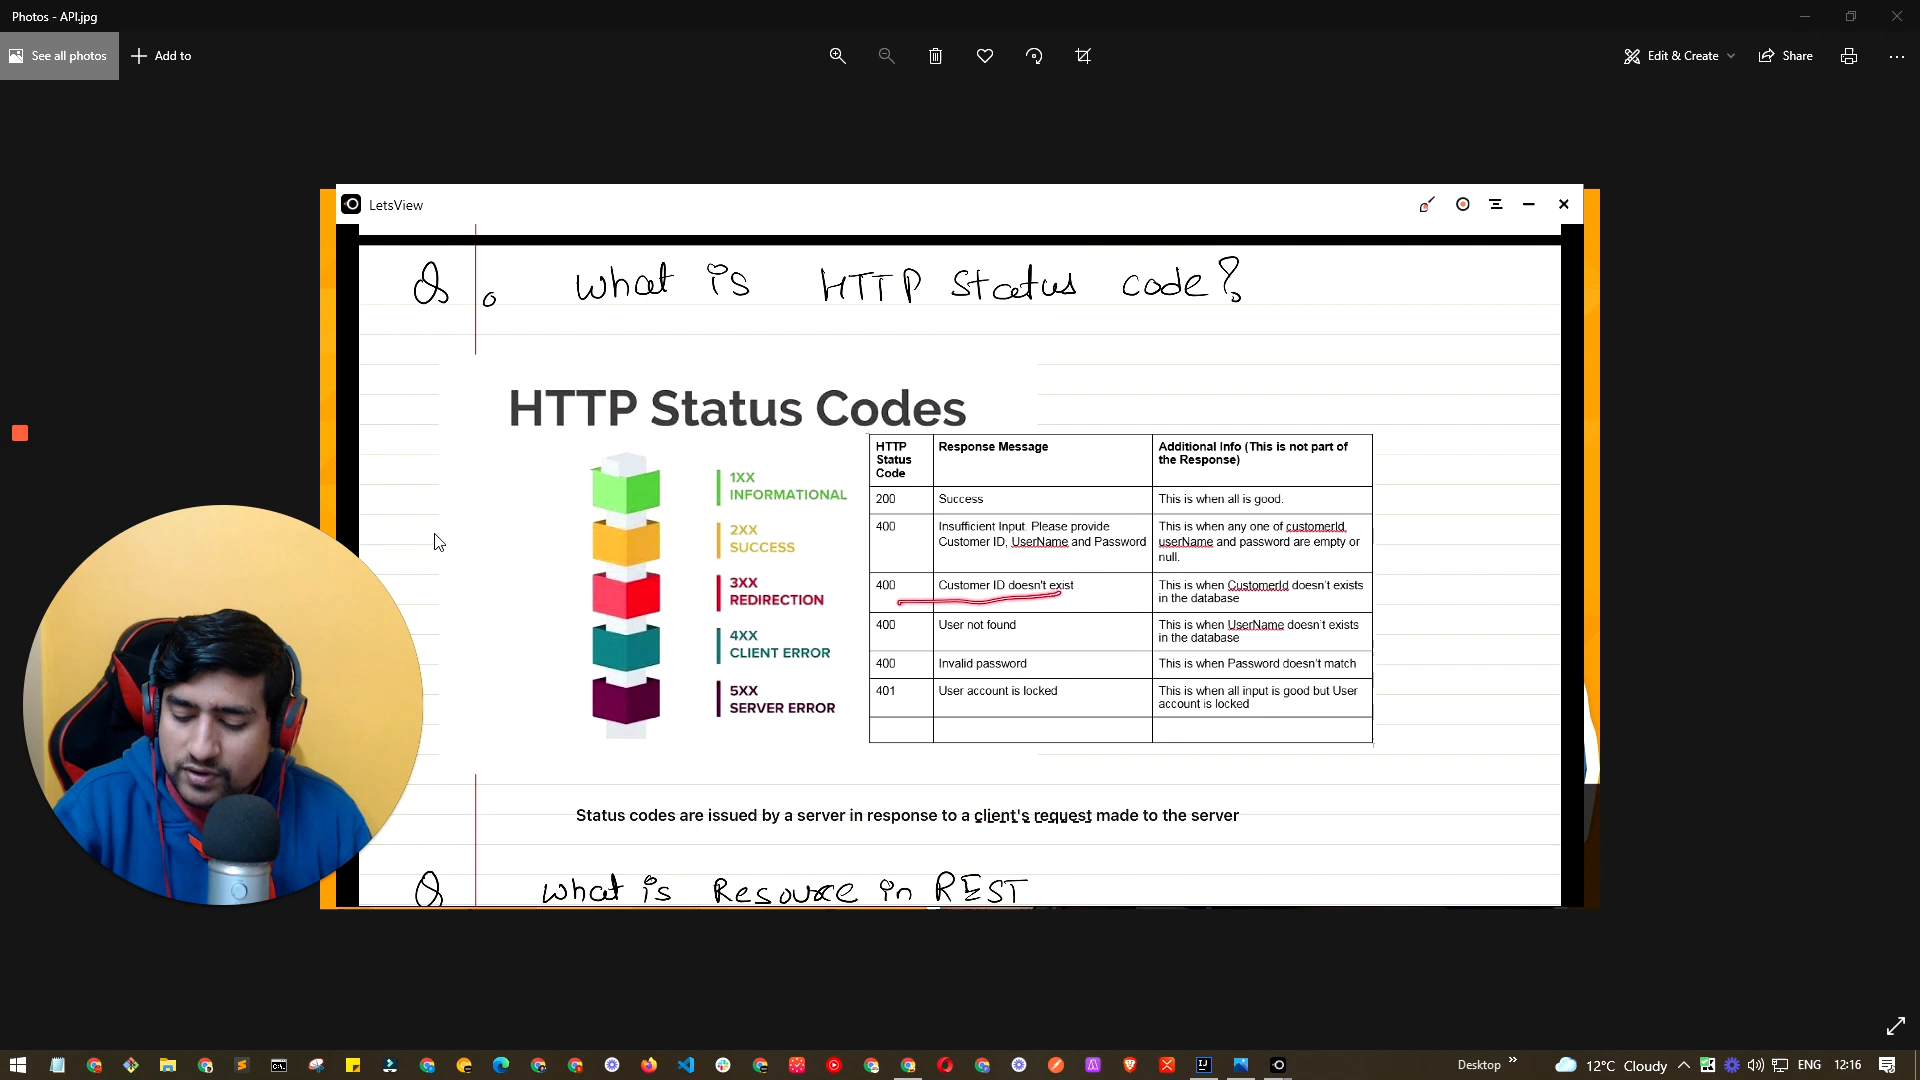 Photos - API.jpg
See all photos
Add to
Edit & Create
Share
LetsView
Q. What is HTTP Status code?
HTTP Status Codes
1XX
INFORMATIONAL
2XX
SUCCESS
3XX
REDIRECTION
4XX
CLIENT ERROR
5XX
SERVER ERROR
HTTP
Status
Code
Response Message
Additional Info (This is not part of
the Response)
200
Success
This is when all is good.
400
Insufficient Input. Please provide
Customer ID, UserName and Password
This is when any one of customerId,
userName and password are empty or
null.
400
Customer ID doesn't exist
This is when CustomerId doesn't exists
in the database
400
User not found
This is when UserName doesn't exists
in the database
400
Invalid password
This is when Password doesn't match
401
User account is locked
This is when all input is good but User
account is locked
Status codes are issued by a server in response to a client's request made to the server
Q What is Resource in REST
Desktop
12°C Cloudy
ENG
12:16